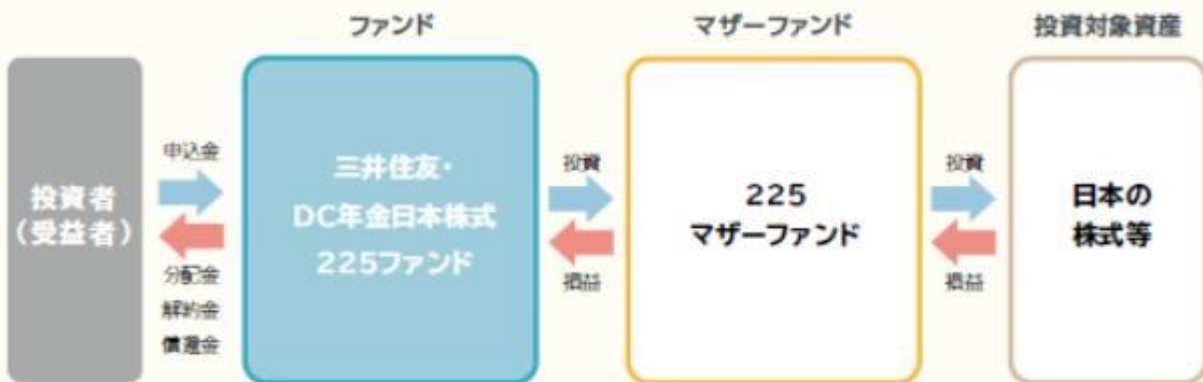 ファンド
マザーファンド
投資対象資産
投資者
(受益者)
申込金
分配金
解約金
償還金
三井住友・
DC年金日本株式
225ファンド
投資
損益
225
マザーファンド
投資
損益
日本の
株式等